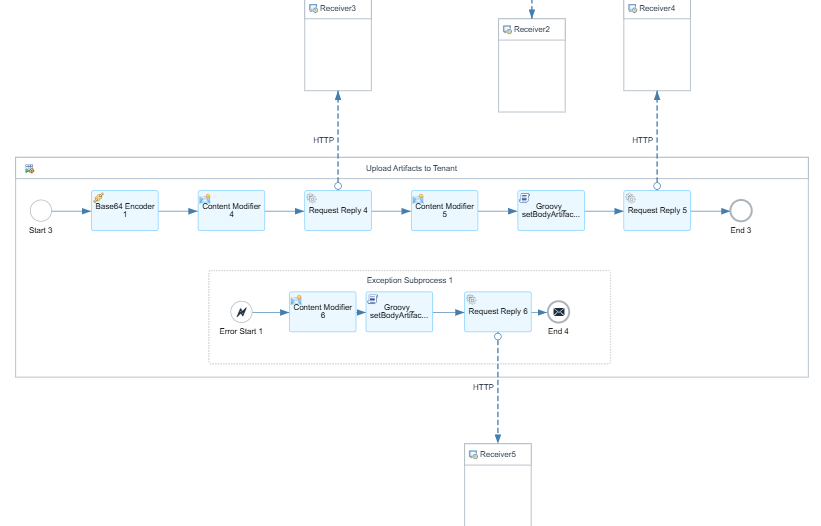 Receiver3
Receiver2
Receiver4
HTTP
HTTP
Upload Artifacts to Tenant
Start 3
Base64 Encoder
1
Content Modifier
4
Request Reply 4
Content Modifier
5
Groovy_
setBodyArtifac...
Request Reply 5
End 3
Exception Subprocess 1
Error Start 1
Content Modifier
6
Groovy_
setBodyArtifac...
Request Reply 6
End 4
HTTP
Receiver5